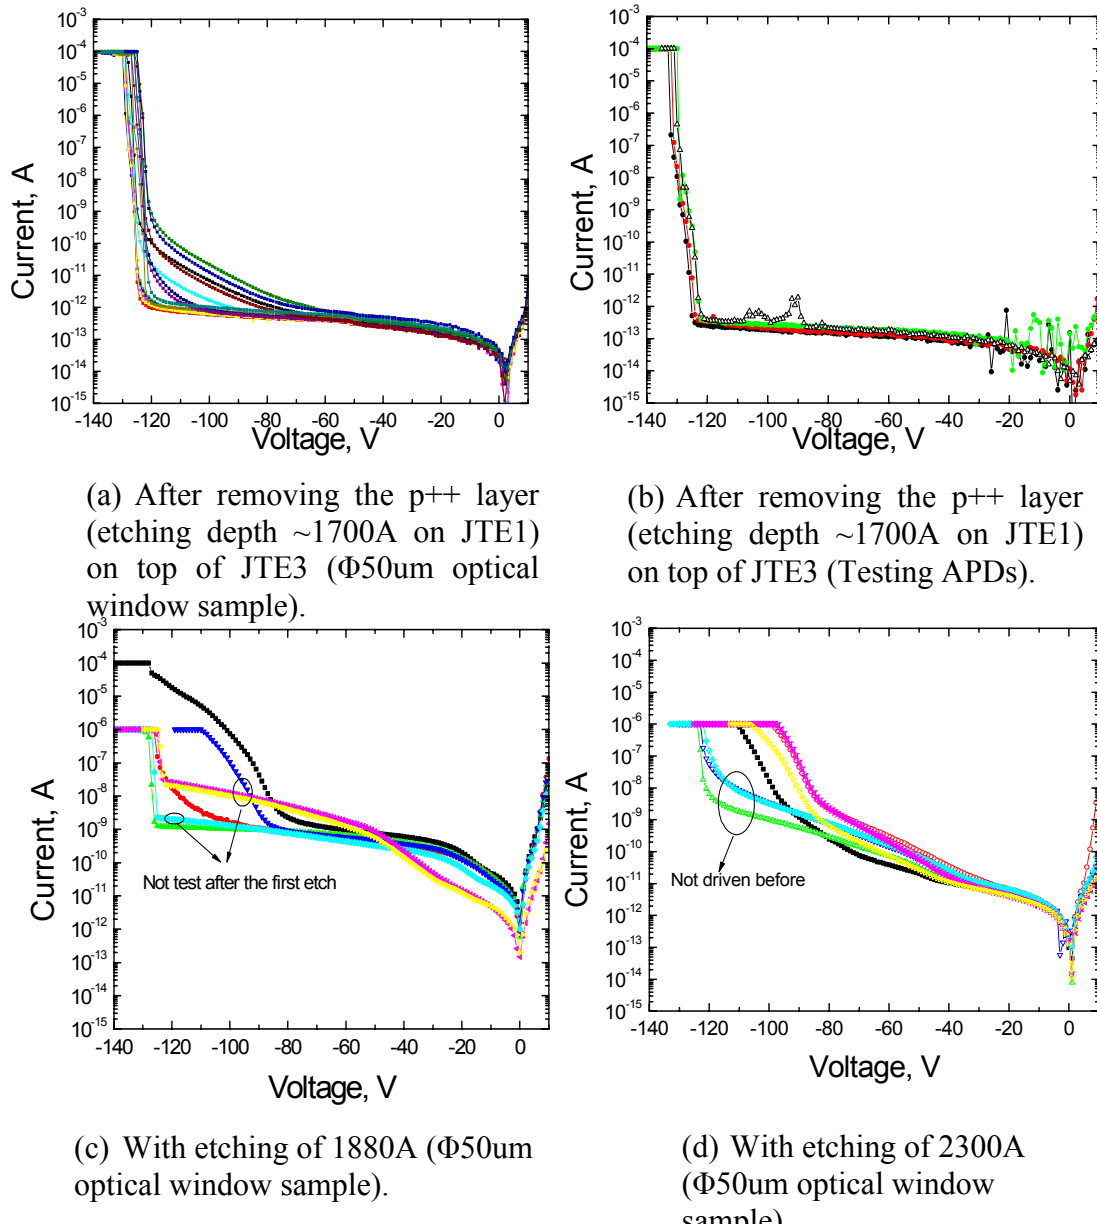 10-3
10-4
10-5
10-6
10-7
10-8
10-9
10-10
10-11
10-12
10-13
10-14
10-15
Current, A
-140 -120 -100 -80 -60 -40 -20 0
Voltage, V
10-3
10-4
10-5
10-6
10-7
10-8
10-9
10-10
10-11
10-12
10-13
10-14
10-15
Current, A
-140 -120 -100 -80 -60 -40 -20 0
Voltage, V
(a) After removing the p++ layer
(etching depth ~1700A on JTE1)
on top of JTE3 (Φ50um optical
window sample).
(b) After removing the p++ layer
(etching depth ~1700A on JTE1)
on top of JTE3 (Testing APDs).
10-3
10-4
10-5
10-6
10-7
10-8
10-9
10-10
10-11
10-12
10-13
10-14
10-15
Current, A
Not test after the first etch
-140 -120 -100 -80 -60 -40 -20 0
Voltage, V
10-3
10-4
10-5
10-6
10-7
10-8
10-9
10-10
10-11
10-12
10-13
10-14
10-15
Current, A
Not driven before
-140 -120 -100 -80 -60 -40 -20 0
Voltage, V
(c) With etching of 1880A (Φ50um
optical window sample).
(d) With etching of 2300A
(Φ50um optical window
sample)